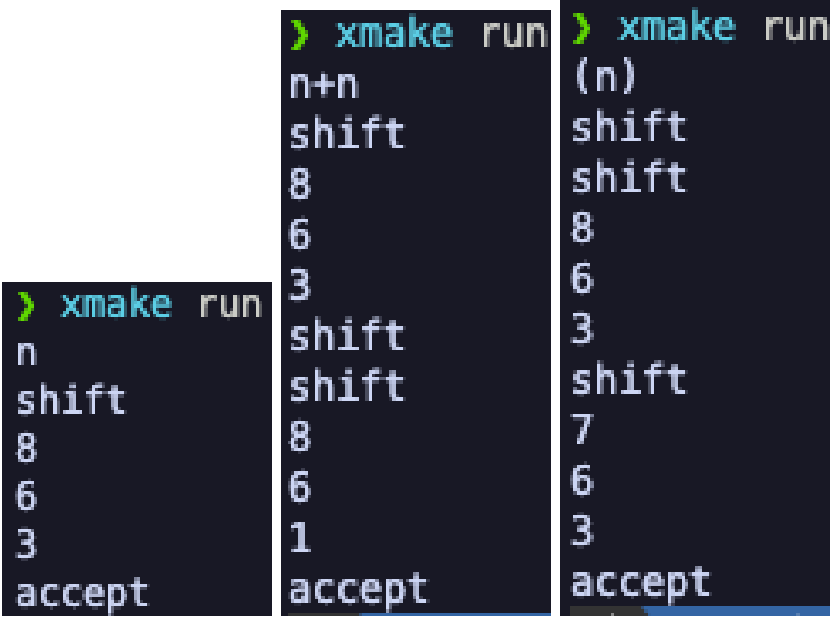 ❯ xmake run
n
shift
8
6
3
accept
❯ xmake run
n+n
shift
8
6
3
shift
shift
8
6
1
accept
❯ xmake run
(n)
shift
shift
8
6
3
shift
7
6
3
accept